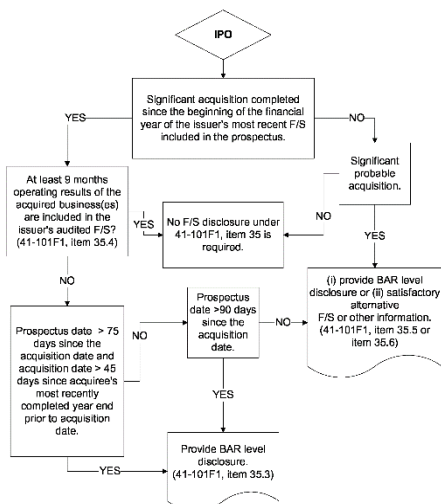 IPO
Significant acquisition completed
since the beginning of the financial
year of the issuer's most recent F/S
included in the prospectus.
YES
NO
At least 9 months
operating results of the
acquired business(es)
are included in the
issuer's audited F/S?
(41-101F1, item 35.4)
Significant
probable
acquisition.
YES
No F/S disclosure under
41-101F1, item 35 is
required.
NO
YES
NO
(i) provide BAR level
disclosure or (ii) satisfactory
alternative
F/S or other information.
(41-101F1, item 35.5 or
item 35.6)
Prospectus date > 75
days since the
acquisition date and
acquisition date > 45
days since acquiree's
most recently
completed year end
prior to acquisition
date.
NO
Prospectus
date >90 days
since the
acquisition
date.
NO
YES
YES
Provide BAR level
disclosure.
(41-101F1, item 35.3)